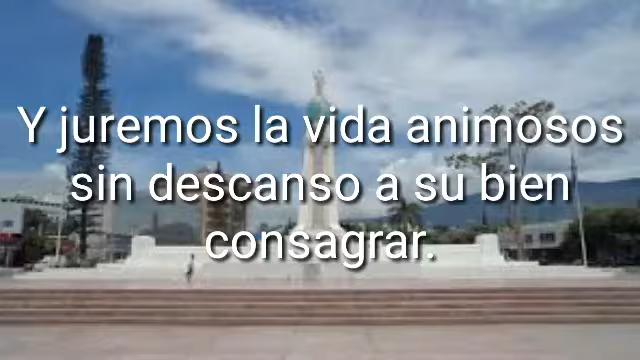 Y juremos la vida animosos
sin descanso a su bien
consagrar.